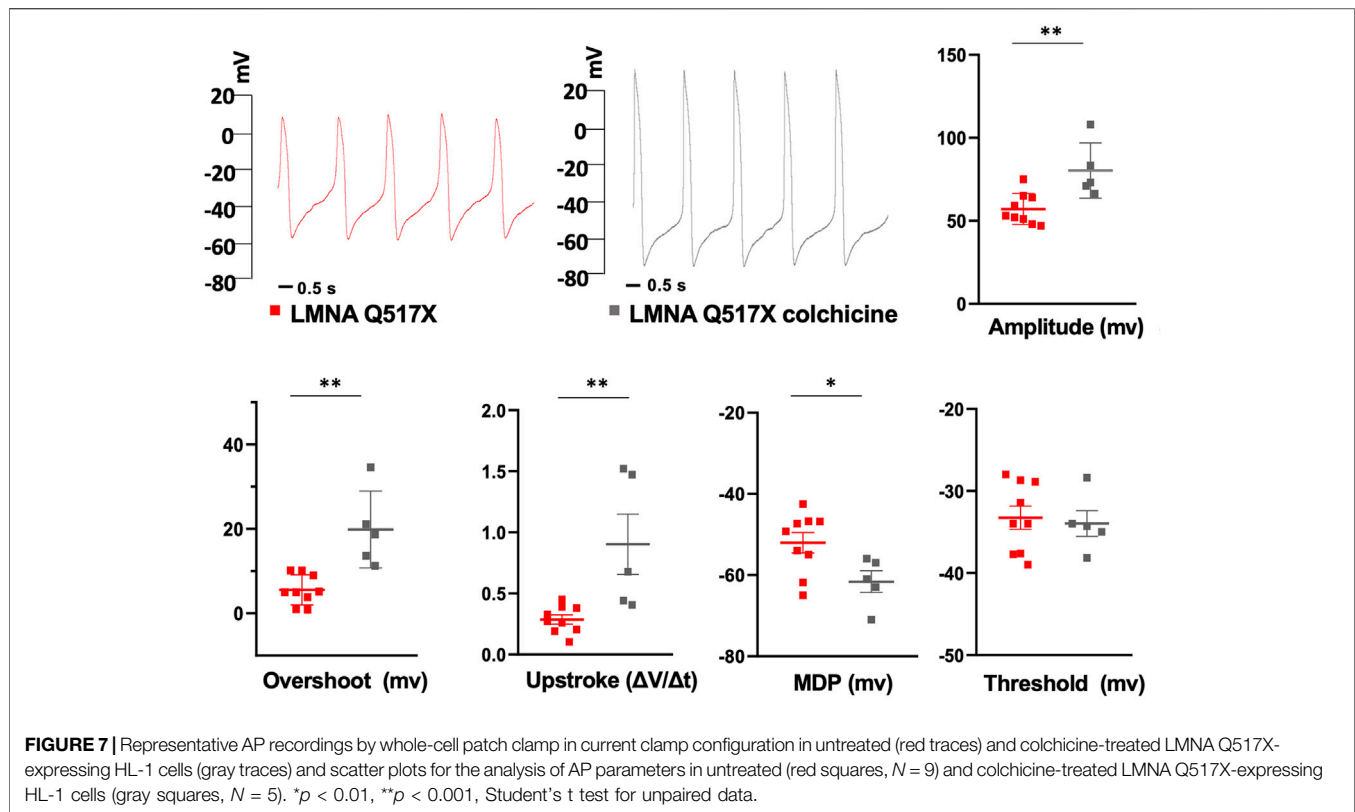 mV
20
0
-20
-40
-60
-80
0.5 s
LMNA Q517X
mV
20
0
-20
-40
-60
-80
0.5 s
LMNA Q517X colchicine
**
150
100
50
0
Amplitude (mv)
**
40
20
0
Overshoot (mv)
**
2.0
1.5
1.0
0.5
0.0
Upstroke (ΔV/Δt)
*
-20
-40
-60
-80
MDP (mv)
-20
-30
-40
-50
Threshold (mv)
FIGURE 7 | Representative AP recordings by whole-cell patch clamp in current clamp configuration in untreated (red traces) and colchicine-treated LMNA Q517X-
expressing HL-1 cells (gray traces) and scatter plots for the analysis of AP parameters in untreated (red squares, N = 9) and colchicine-treated LMNA Q517X-expressing
HL-1 cells (gray squares, N = 5). *p < 0.01, **p < 0.001, Student's t test for unpaired data.